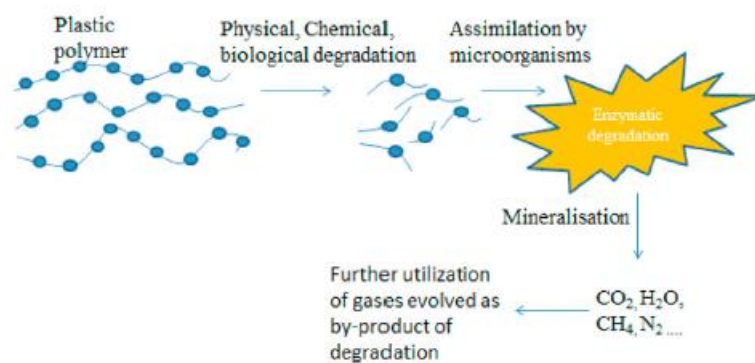 Plastic
polymer
Physical, Chemical,
biological degradation
Assimilation by
microorganisms
Enzymatic
degradation
Mineralisation
CO₂, H₂O,
CH₄, N₂ ....
Further utilization
of gases evolved as
by-product of
degradation